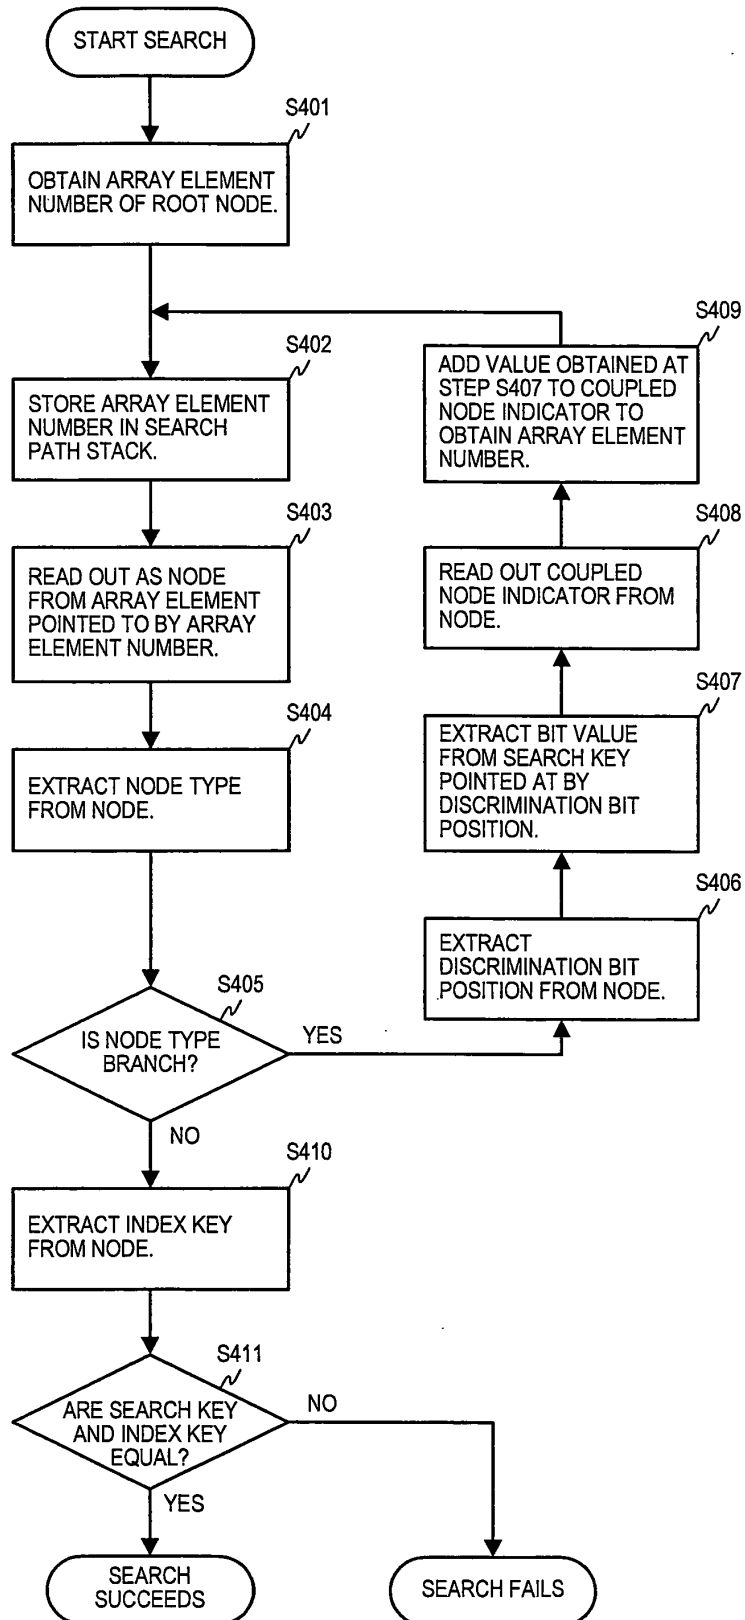 START SEARCH
S401
OBTAIN ARRAY ELEMENT
NUMBER OF ROOT NODE.
S402
STORE ARRAY ELEMENT
NUMBER IN SEARCH
PATH STACK.
S403
READ OUT AS NODE
FROM ARRAY ELEMENT
POINTED TO BY ARRAY
ELEMENT NUMBER.
S404
EXTRACT NODE TYPE
FROM NODE.
S405
IS NODE TYPE
BRANCH?
YES
S406
EXTRACT
DISCRIMINATION BIT
POSITION FROM NODE.
S407
EXTRACT BIT VALUE
FROM SEARCH KEY
POINTED AT BY
DISCRIMINATION BIT
POSITION.
S408
READ OUT COUPLED
NODE INDICATOR FROM
NODE.
S409
ADD VALUE OBTAINED AT
STEP S407 TO COUPLED
NODE INDICATOR TO
OBTAIN ARRAY ELEMENT
NUMBER.
NO
S410
EXTRACT INDEX KEY
FROM NODE.
S411
ARE SEARCH KEY
AND INDEX KEY
EQUAL?
NO
YES
SEARCH
SUCCEEDS
SEARCH FAILS